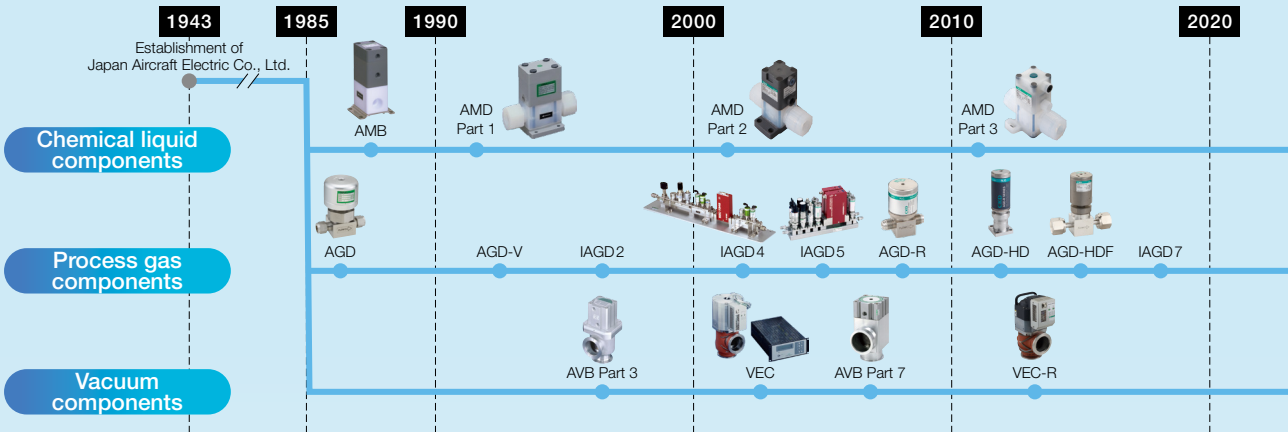 1943
1985
1990
2000
2010
2020
Establishment of
Japan Aircraft Electric Co., Ltd.
Chemical liquid
components
AMB
AMD
Part 1
AMD
Part 2
AMD
Part 3
Process gas
components
AGD
AGD-V
IAGD2
IAGD4
IAGD5
AGD-R
AGD-HD
AGD-HDF
IAGD7
Vacuum
components
AVB Part 3
VEC
AVB Part 7
VEC-R